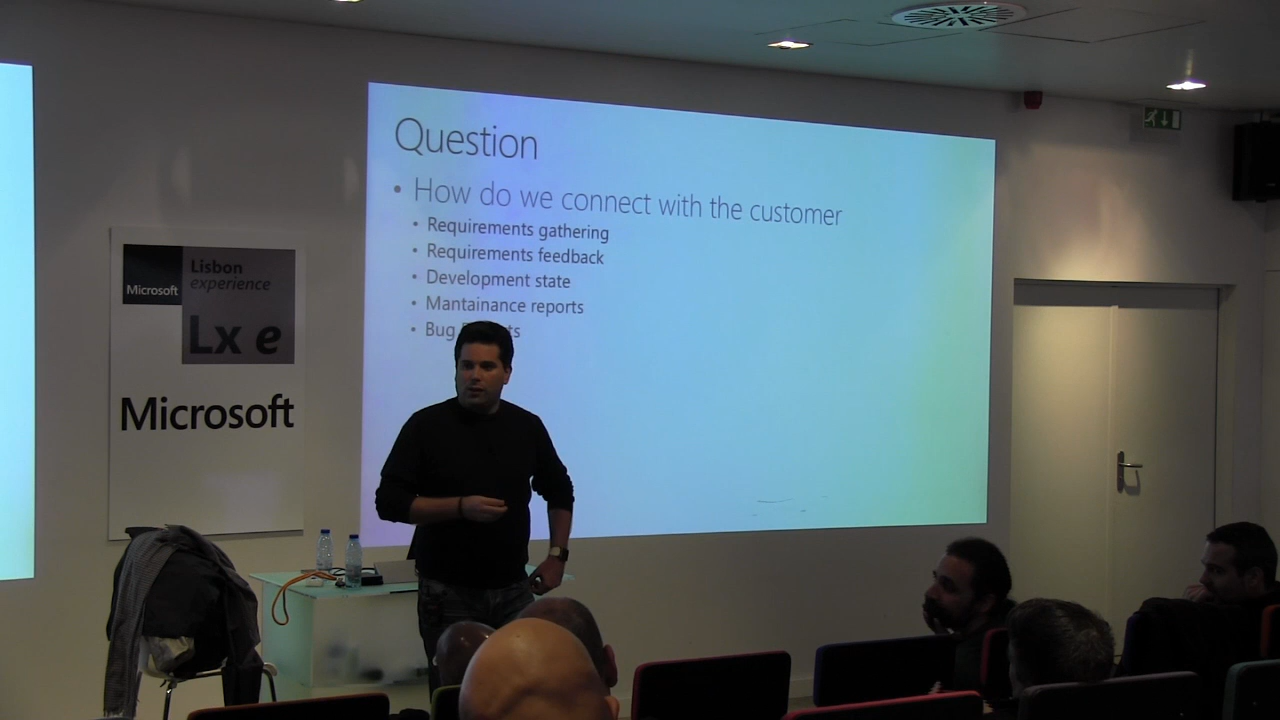 Question
• How do we connect with the customer
• Requirements gathering
• Requirements feedback
• Development state
• Mantainance reports
• Bug
Microsoft
Lisbon
experience
Lx e
Microsoft